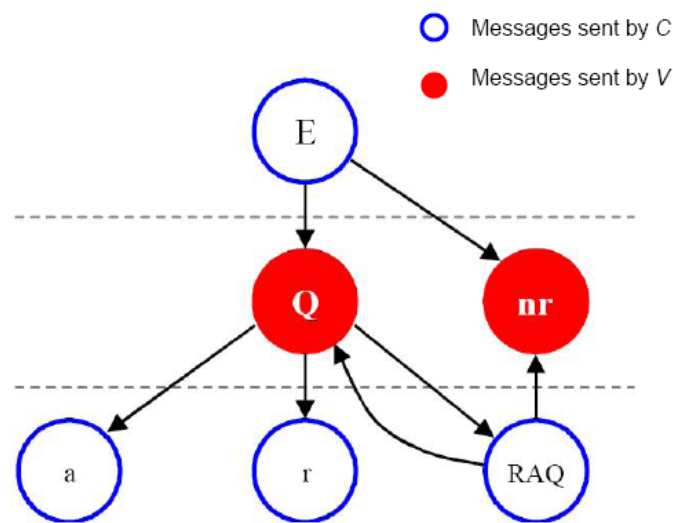 Messages sent by C
Messages sent by V
E
Q
nr
a
r
RAQ